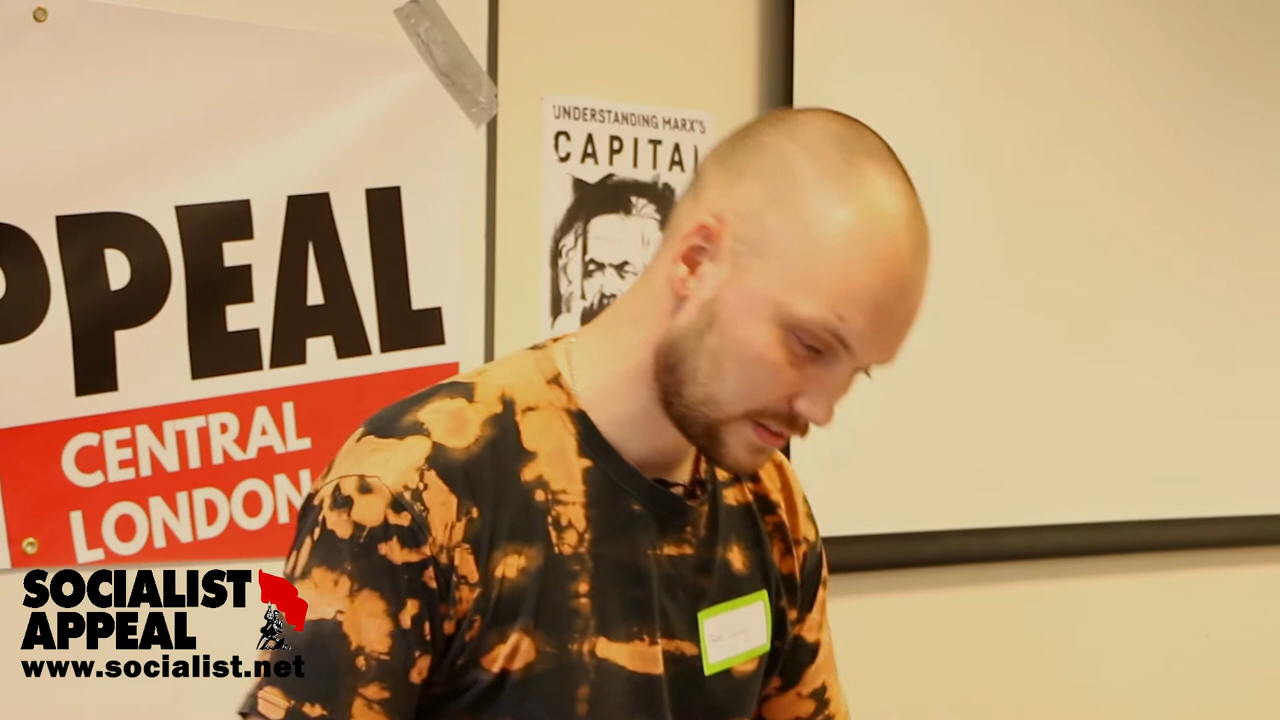 PPEAL
CENTRAL
LONDON
UNDERSTANDING MARX'S
CAPITAL
SOCIALIST
APPEAL
www.socialist.net